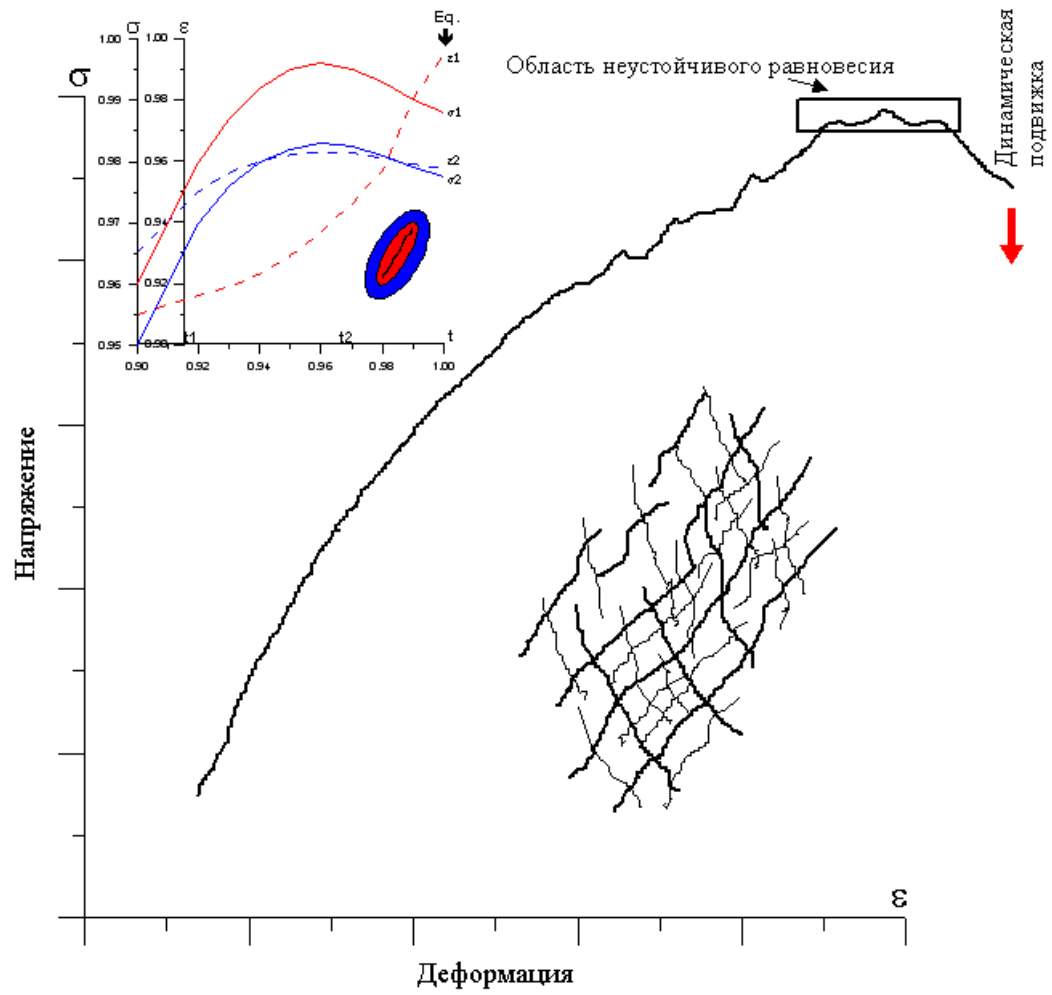 Eq.
σ
1.00
ε
1.00
z1
σ
0.99
0.98
σ1
0.98
0.96
z2
σ2
0.97
0.94
0.96
0.92
0.95
0.90
t1
t2
t
0.90
0.92
0.94
0.96
0.98
1.00
Область неустойчивого равновесия
Динамическая
подвижка
Напряжение
ε
Деформация